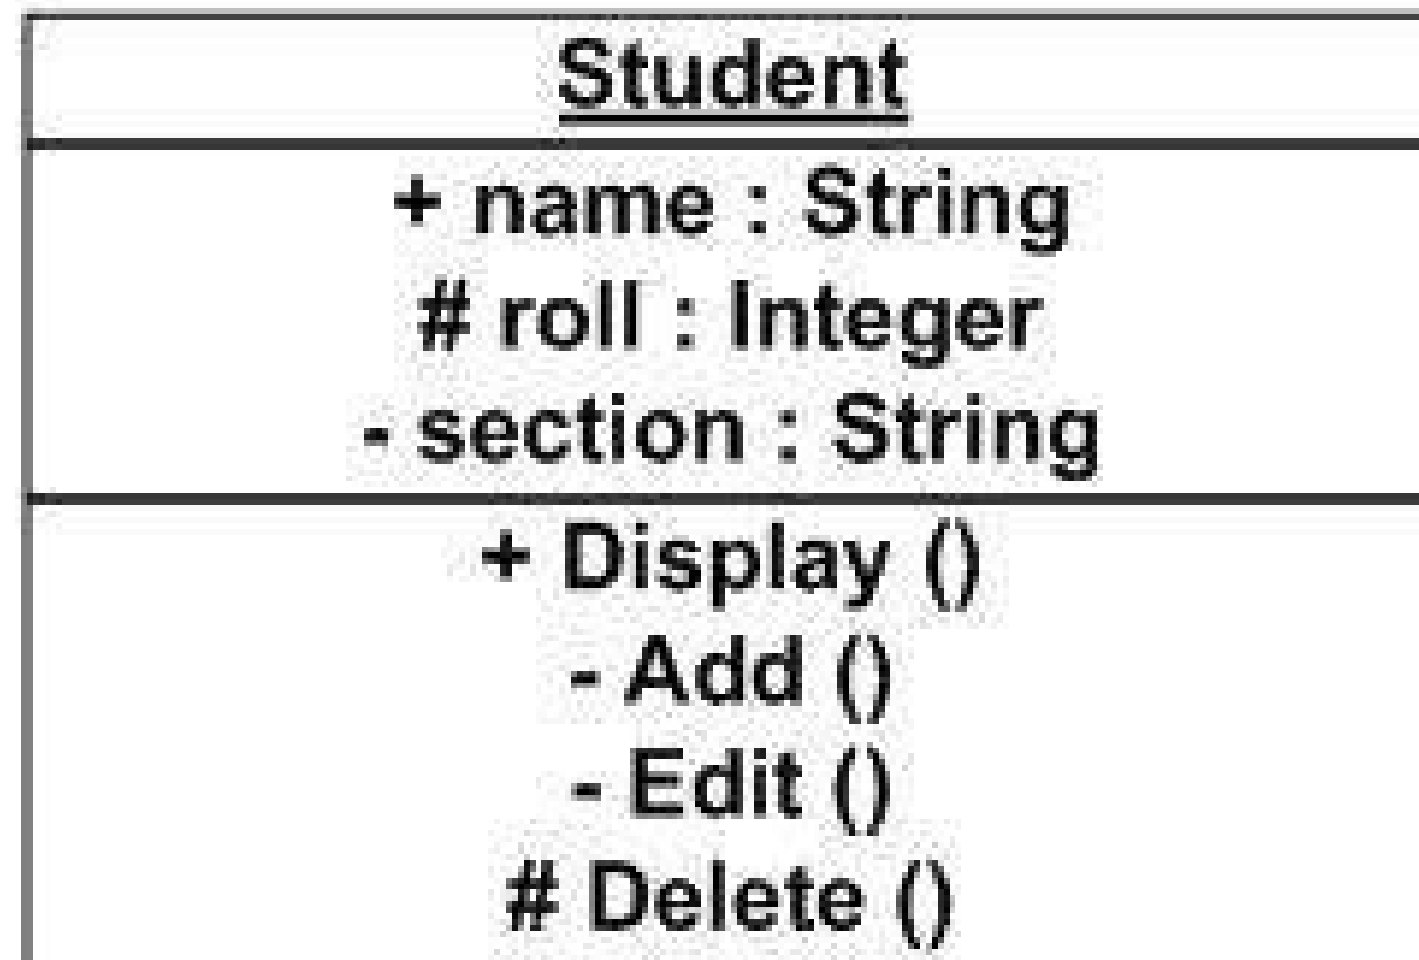 Student
+ name : String
# roll : Integer
- section : String
+ Display ()
- Add ()
- Edit ()
# Delete ()